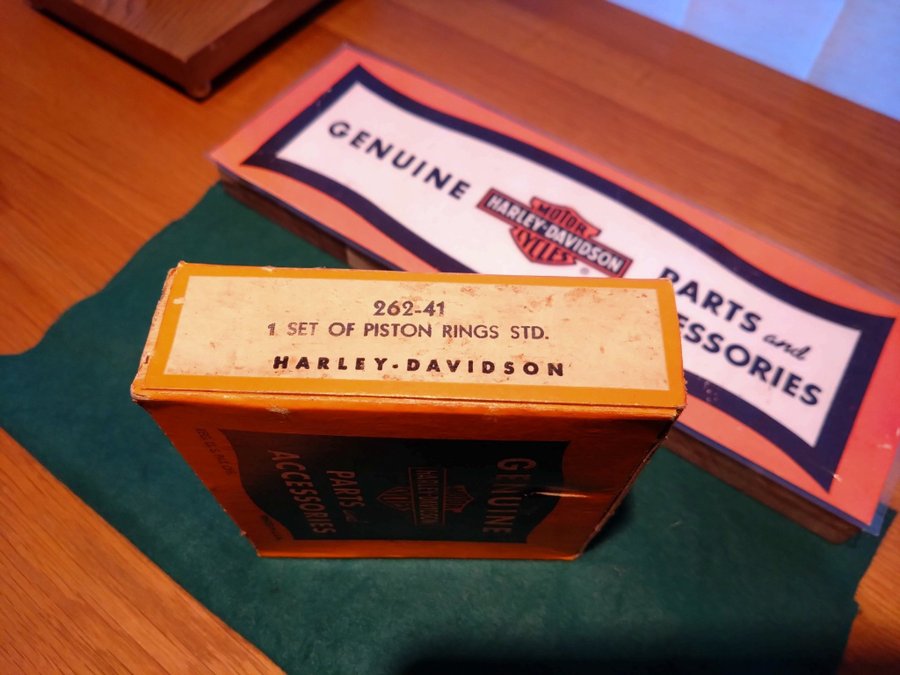 GENUINE
MOTOR
HARLEY-DAVIDSON
CYCLES
®
PARTS and
ESSORIES
262-41
1 SET OF PISTON RINGS STD.
HARLEY-DAVIDSON
GENUINE
HARLEY-DAVIDSON
PARTS and
ACCESSORIES